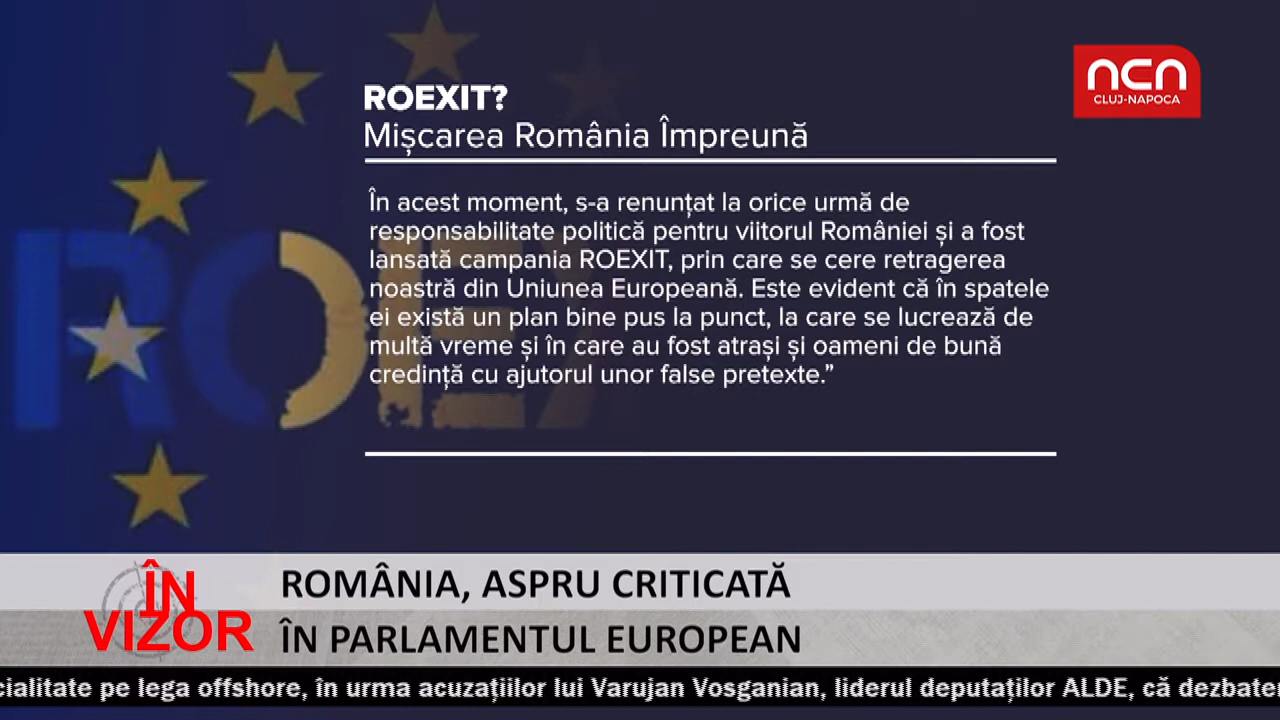 ROEXIT?
Mișcarea România Împreună
ncn
CLUJ-NAPOCA
În acest moment, s-a renunțat la orice urmă de
responsabilitate politică pentru viitorul României și a fost
lansată campania ROEXIT, prin care se cere retragerea
noastră din Uniunea Europeană. Este evident că în spatele
ei există un plan bine pus la punct, la care se lucrează de
multă vreme și în care au fost atrași și oameni de bună
credință cu ajutorul unor false pretexte.”
ROEX
ÎN
VIZOR
ROMÂNIA, ASPRU CRITICATĂ
ÎN PARLAMENTUL EUROPEAN
cialitate pe lega offshore, în urma acuzațiilor lui Varujan Vosganian, liderul deputaților ALDE, că dezbater